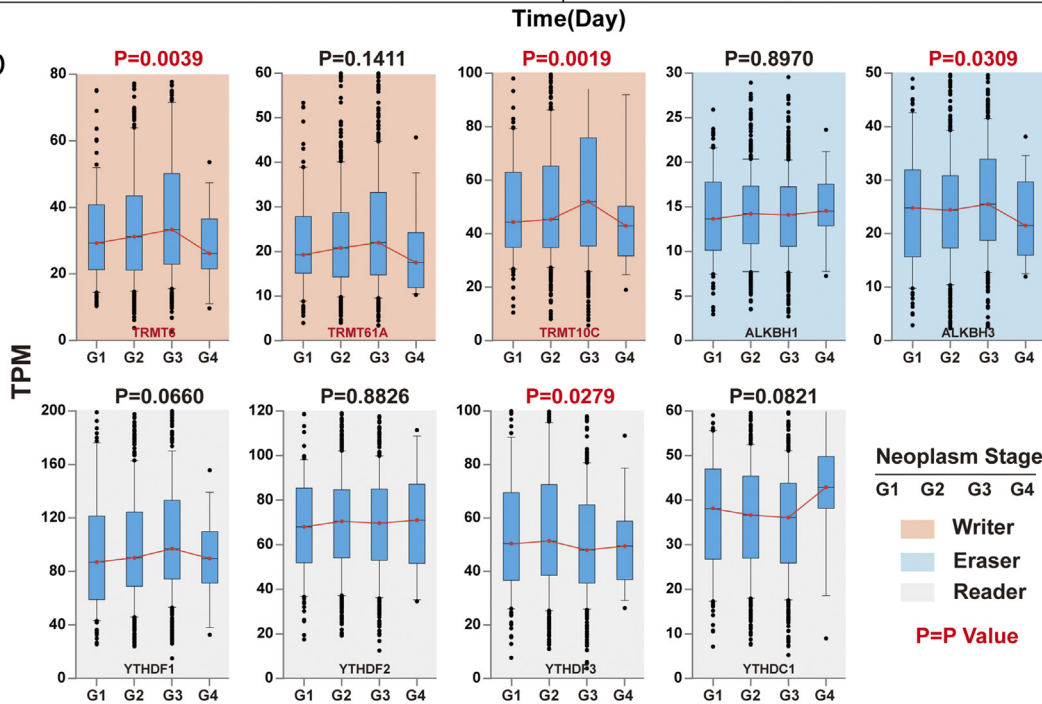 Time(Day)
P=0.0039 P=0.1411 P=0.0019 P=0.8970 P=0.0309
80 60 100 30 50
25
50 80 40
60
40 60 20 30
40 30 15
40 20
20 20 10
20 10 20 5 10
0 0 0 0 0
TRMT6 TRMT61A TRMT10C ALKBH1 ALKBH3
G1 G2 G3 G4 G1 G2 G3 G4 G1 G2 G3 G4 G1 G2 G3 G4 G1 G2 G3 G4
TPM
P=0.0660 P=0.8826 P=0.0279 P=0.0821
200 120 100 60
160 100 80 50
120 80 60 40
80 60 40 30
40 40 20 20
20 10
0 0 0 0
YTHDF1 YTHDF2 YTHDF3 YTHDC1
G1 G2 G3 G4 G1 G2 G3 G4 G1 G2 G3 G4 G1 G2 G3 G4
Neoplasm Stage
G1 G2 G3 G4
Writer
Eraser
Reader
P=P Value